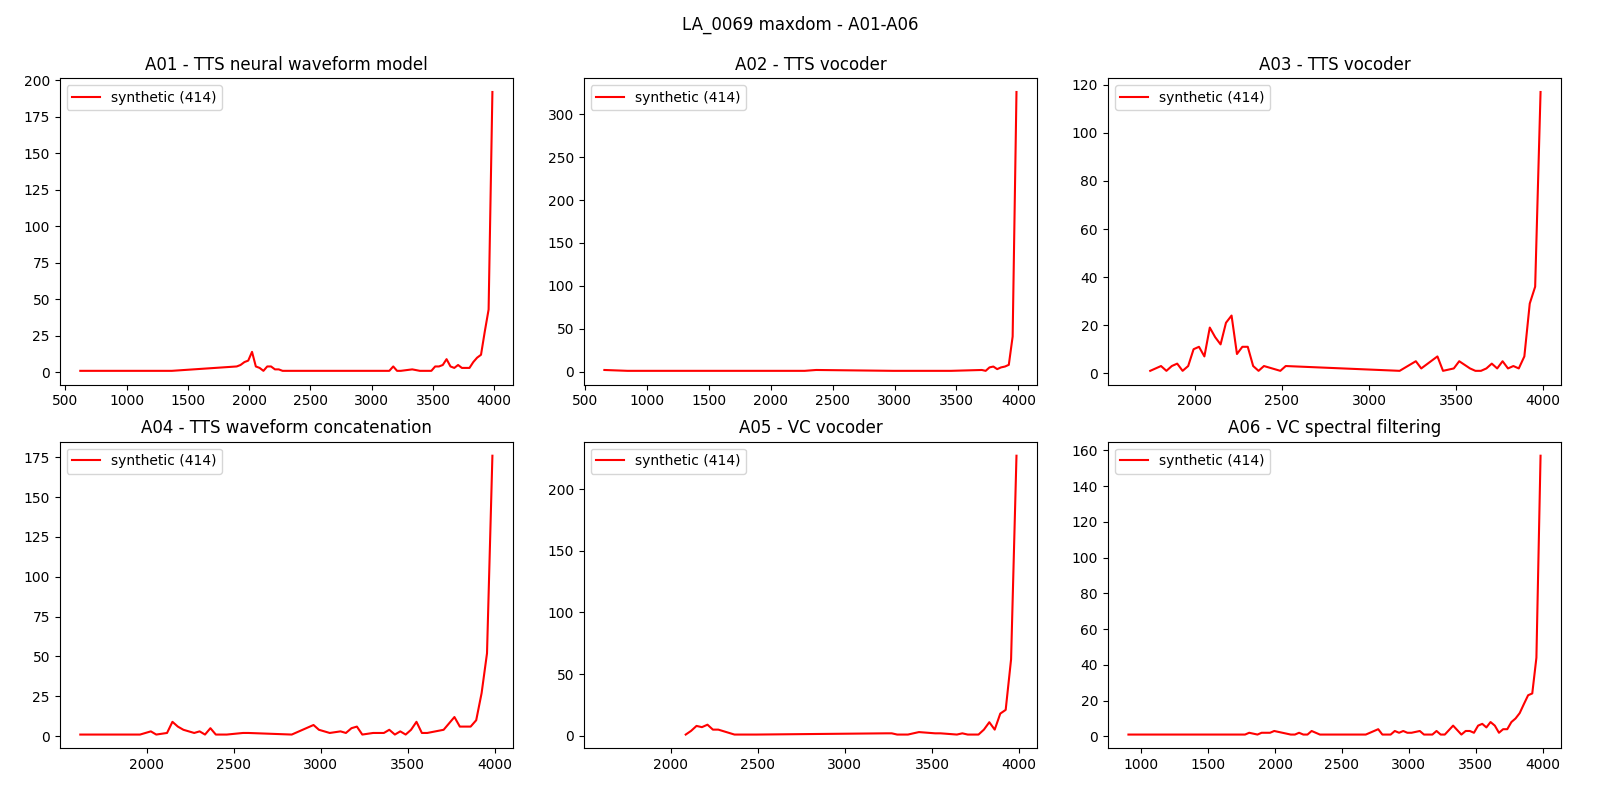 LA_0069 maxdom - A01-A06
A01 - TTS neural waveform model
A02 - TTS vocoder
A03 - TTS vocoder
synthetic (414)
synthetic (414)
synthetic (414)
200
175
150
125
100
75
50
25
0
500 1000 1500 2000 2500 3000 3500 4000
300
250
200
150
100
50
0
500 1000 1500 2000 2500 3000 3500 4000
120
100
80
60
40
20
0
2000 2500 3000 3500 4000
A04 - TTS waveform concatenation
A05 - VC vocoder
A06 - VC spectral filtering
synthetic (414)
synthetic (414)
synthetic (414)
175
150
125
100
75
50
25
0
2000 2500 3000 3500 4000
200
150
100
50
0
2000 2500 3000 3500 4000
160
140
120
100
80
60
40
20
0
1000 1500 2000 2500 3000 3500 4000